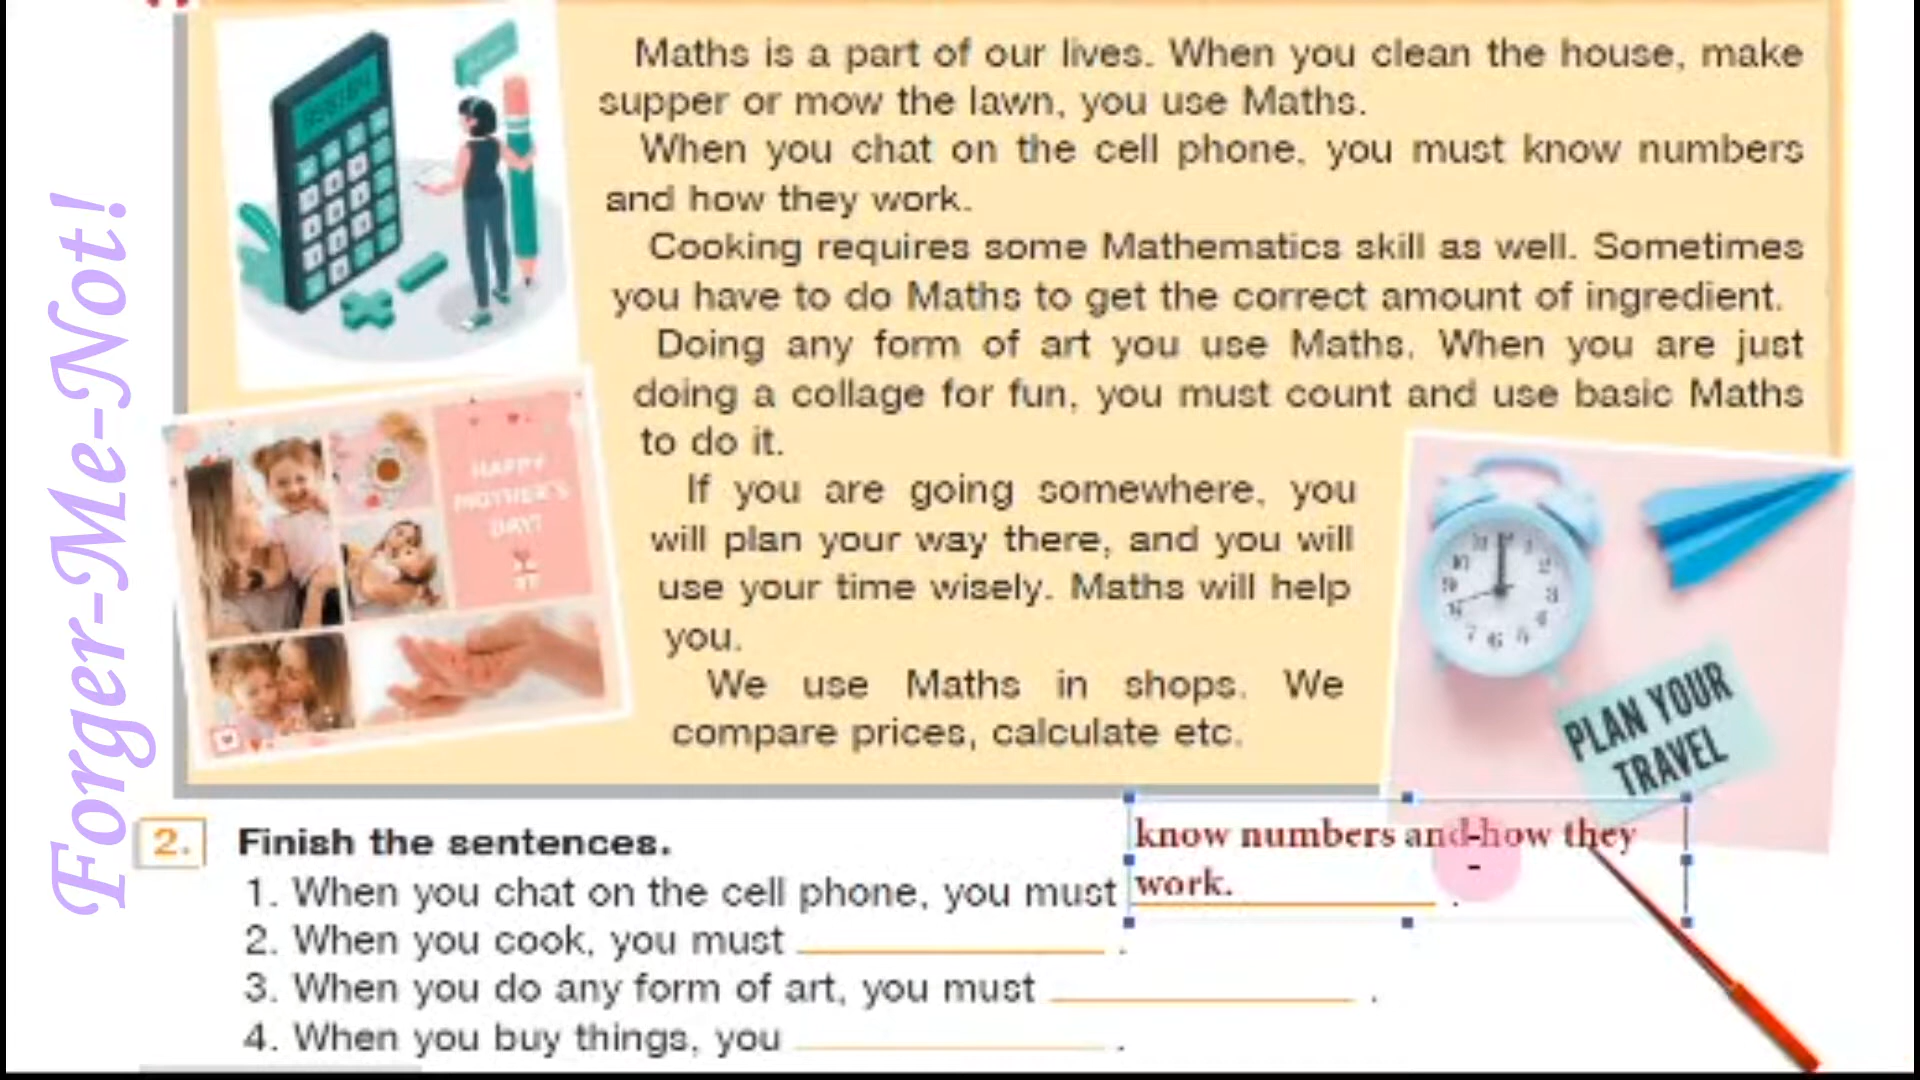 Forger-Me-Not!
Maths is a part of our lives. When you clean the house, make
supper or mow the lawn, you use Maths.
When you chat on the cell phone, you must know numbers
and how they work.
Cooking requires some Mathematics skill as well. Sometimes
you have to do Maths to get the correct amount of ingredient.
Doing any form of art you use Maths. When you are just
doing a collage for fun, you must count and use basic Maths
to do it.
If you are going somewhere, you
will plan your way there, and you will
use your time wisely. Maths will help
you.
We use Maths in shops. We
compare prices, calculate etc.
HAPPY
MOTHER'S
DAY!
PLAN YOUR
TRAVEL
2. Finish the sentences.
know numbers and how they
work.
1. When you chat on the cell phone, you must ____ .
2. When you cook, you must ____ .
3. When you do any form of art, you must ____ .
4. When you buy things, you ____ .